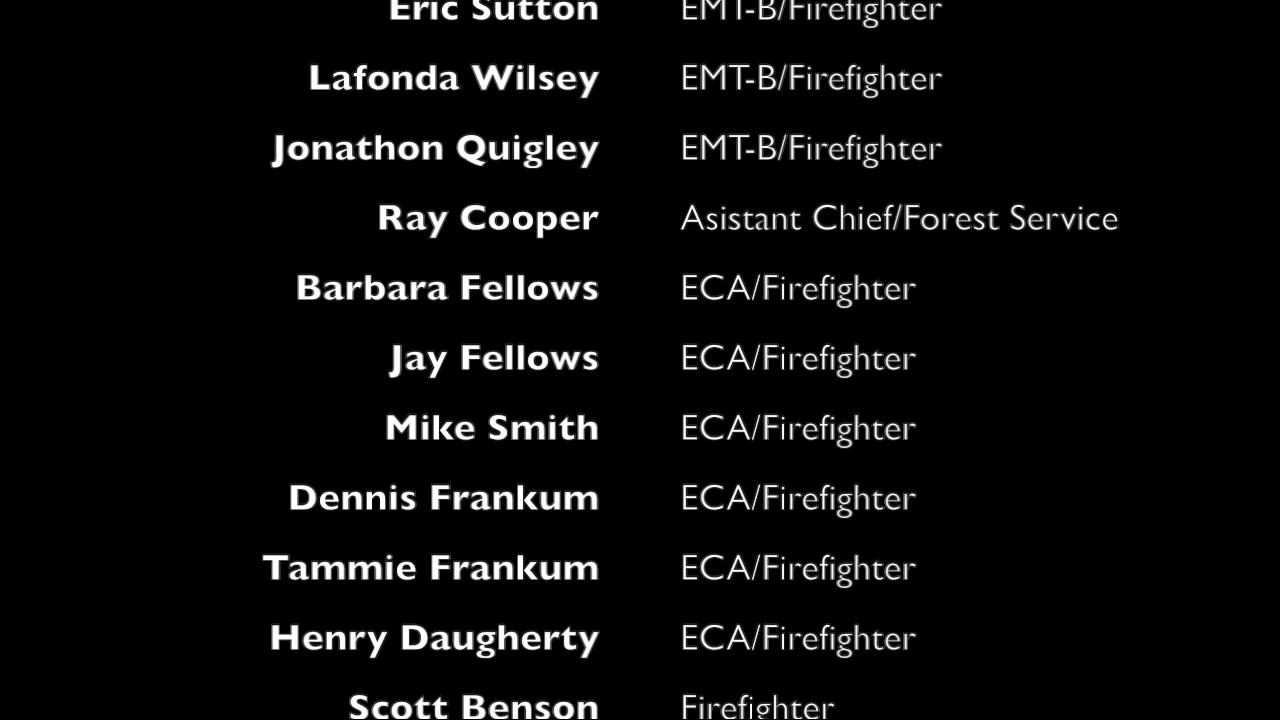 Eric Sutton EMT-B/Firefighter
Lafonda Wilsey EMT-B/Firefighter
Jonathon Quigley EMT-B/Firefighter
Ray Cooper Asistant Chief/Forest Service
Barbara Fellows ECA/Firefighter
Jay Fellows ECA/Firefighter
Mike Smith ECA/Firefighter
Dennis Frankum ECA/Firefighter
Tammie Frankum ECA/Firefighter
Henry Daugherty ECA/Firefighter
Scott Benson Firefighter